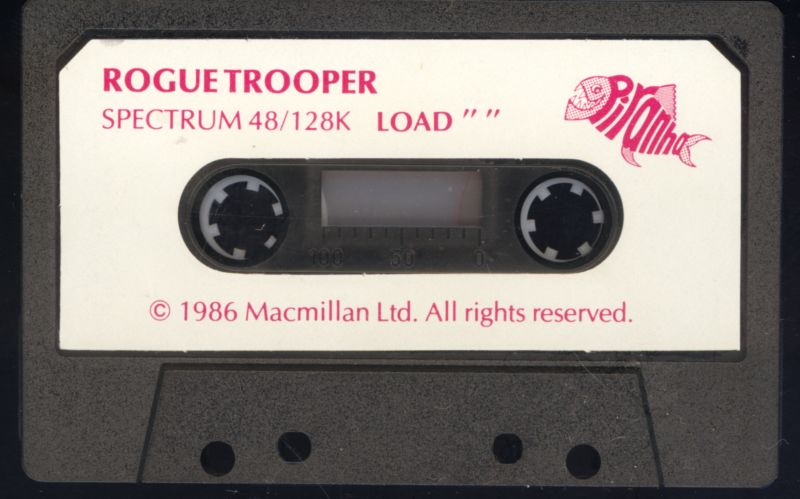 ROGUE TROOPER
SPECTRUM 48/128K LOAD " "
Piranha
100 50 0
© 1986 Macmillan Ltd. All rights reserved.